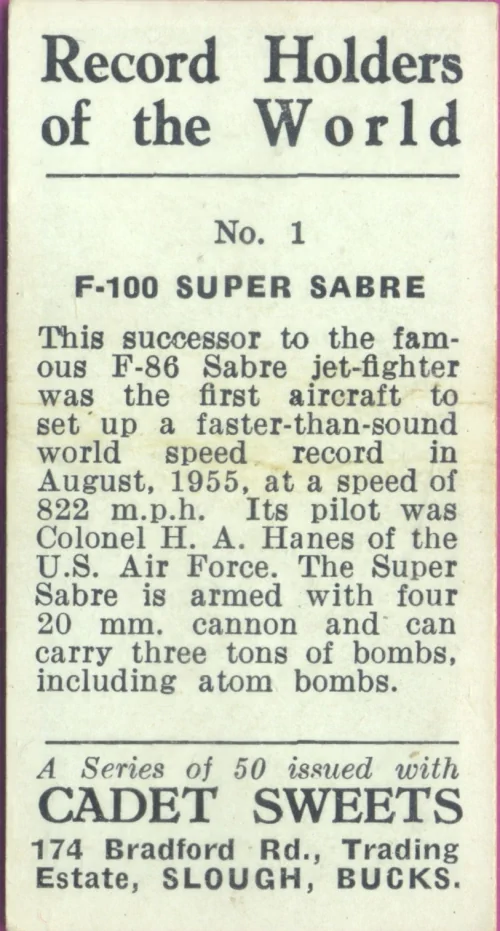 Record Holders
of the World
No. 1
F-100 SUPER SABRE
This successor to the fam-
ous F-86 Sabre jet-fighter
was the first aircraft to
set up a faster-than-sound
world speed record in
August, 1955, at a speed of
822 m.p.h. Its pilot was
Colonel H. A. Hanes of the
U.S. Air Force. The Super
Sabre is armed with four
20 mm. cannon and can
carry three tons of bombs,
including atom bombs.
A Series of 50 issued with
CADET SWEETS
174 Bradford Rd., Trading
Estate, SLOUGH, BUCKS.